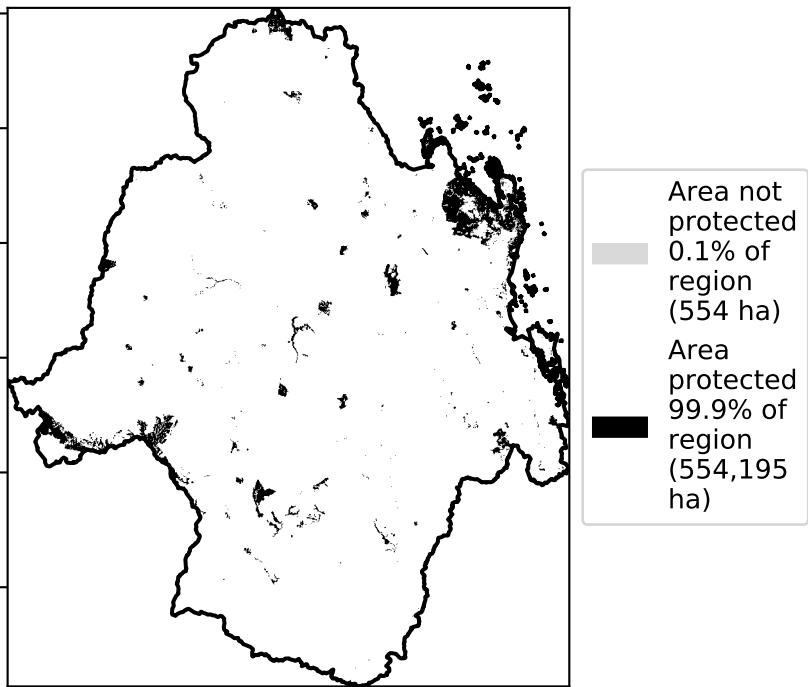 Area not
protected
0.1% of
region
(554 ha)
Area
protected
99.9% of
region
(554,195
ha)